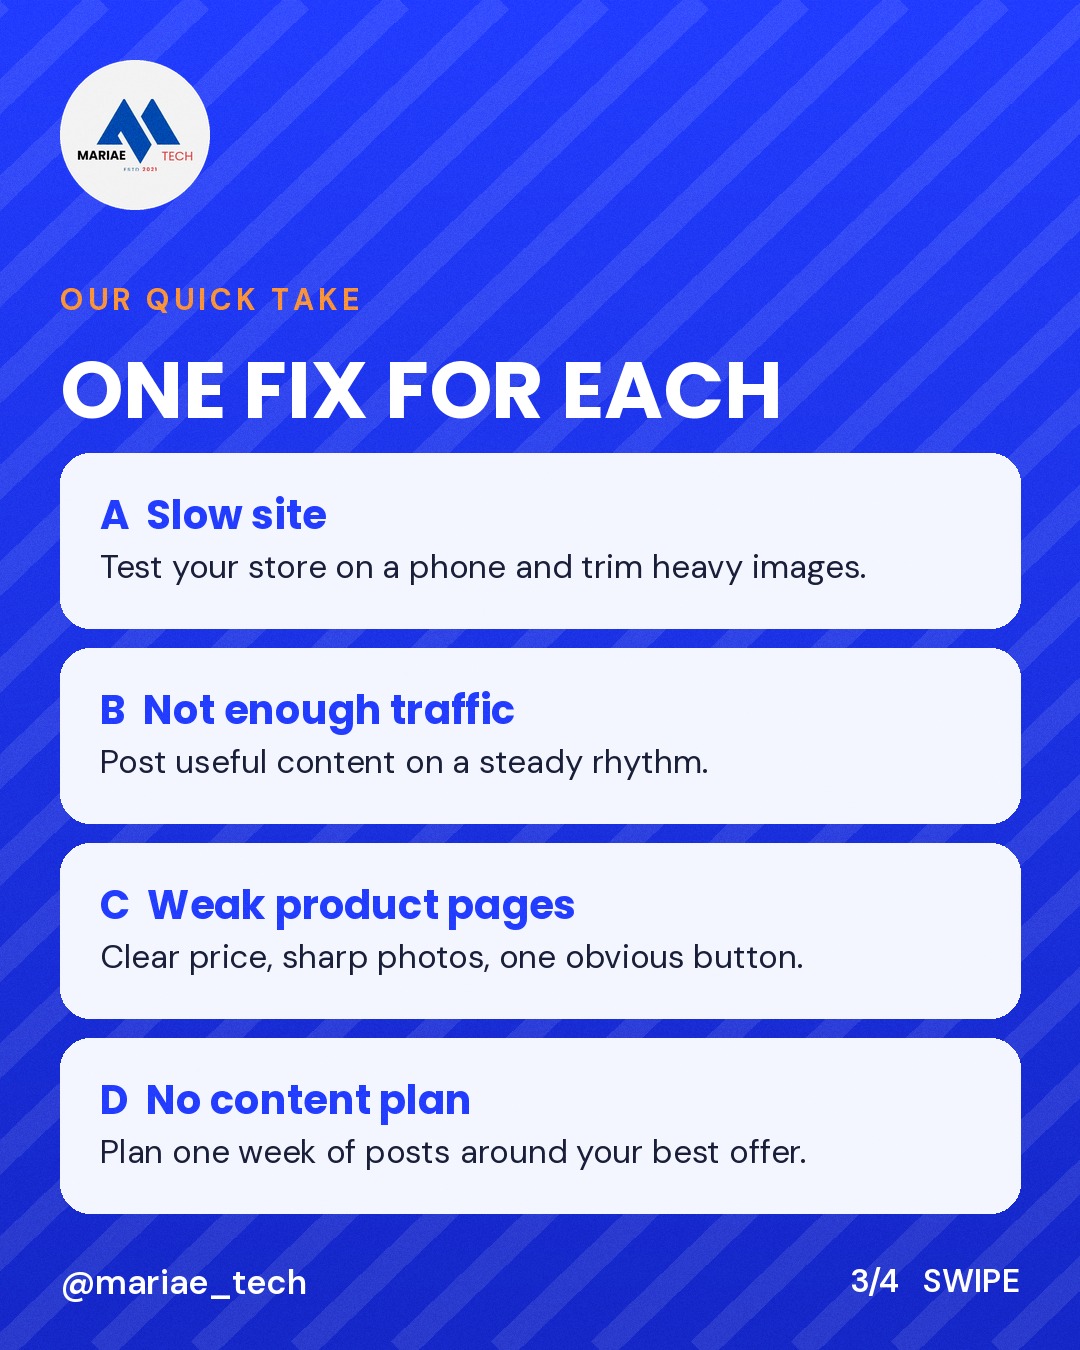 MARIAE TECH
ESTD 2021
OUR QUICK TAKE
ONE FIX FOR EACH
A Slow site
Test your store on a phone and trim heavy images.
B Not enough traffic
Post useful content on a steady rhythm.
C Weak product pages
Clear price, sharp photos, one obvious button.
D No content plan
Plan one week of posts around your best offer.
@mariae_tech
3/4 SWIPE